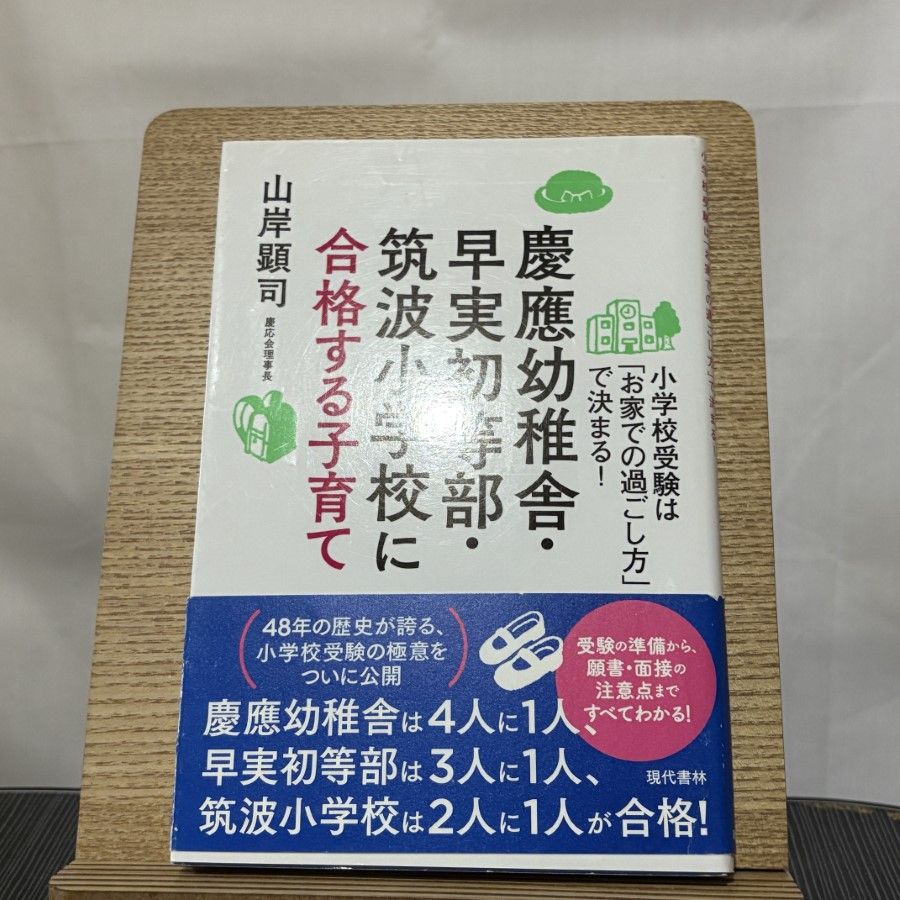 慶應幼稚舎・
早実初等部・
筑波小学校に
合格する子育て
小学校受験は
「お家での過ごし方」
で決まる！
山岸顕司
慶応会理事長
48年の歴史が誇る、
小学校受験の極意を
ついに公開
受験の準備から、
願書・面接の
注意点まで
すべてわかる！
慶應幼稚舎は4人に1人、
早実初等部は3人に1人、
筑波小学校は2人に1人が合格！
現代書林